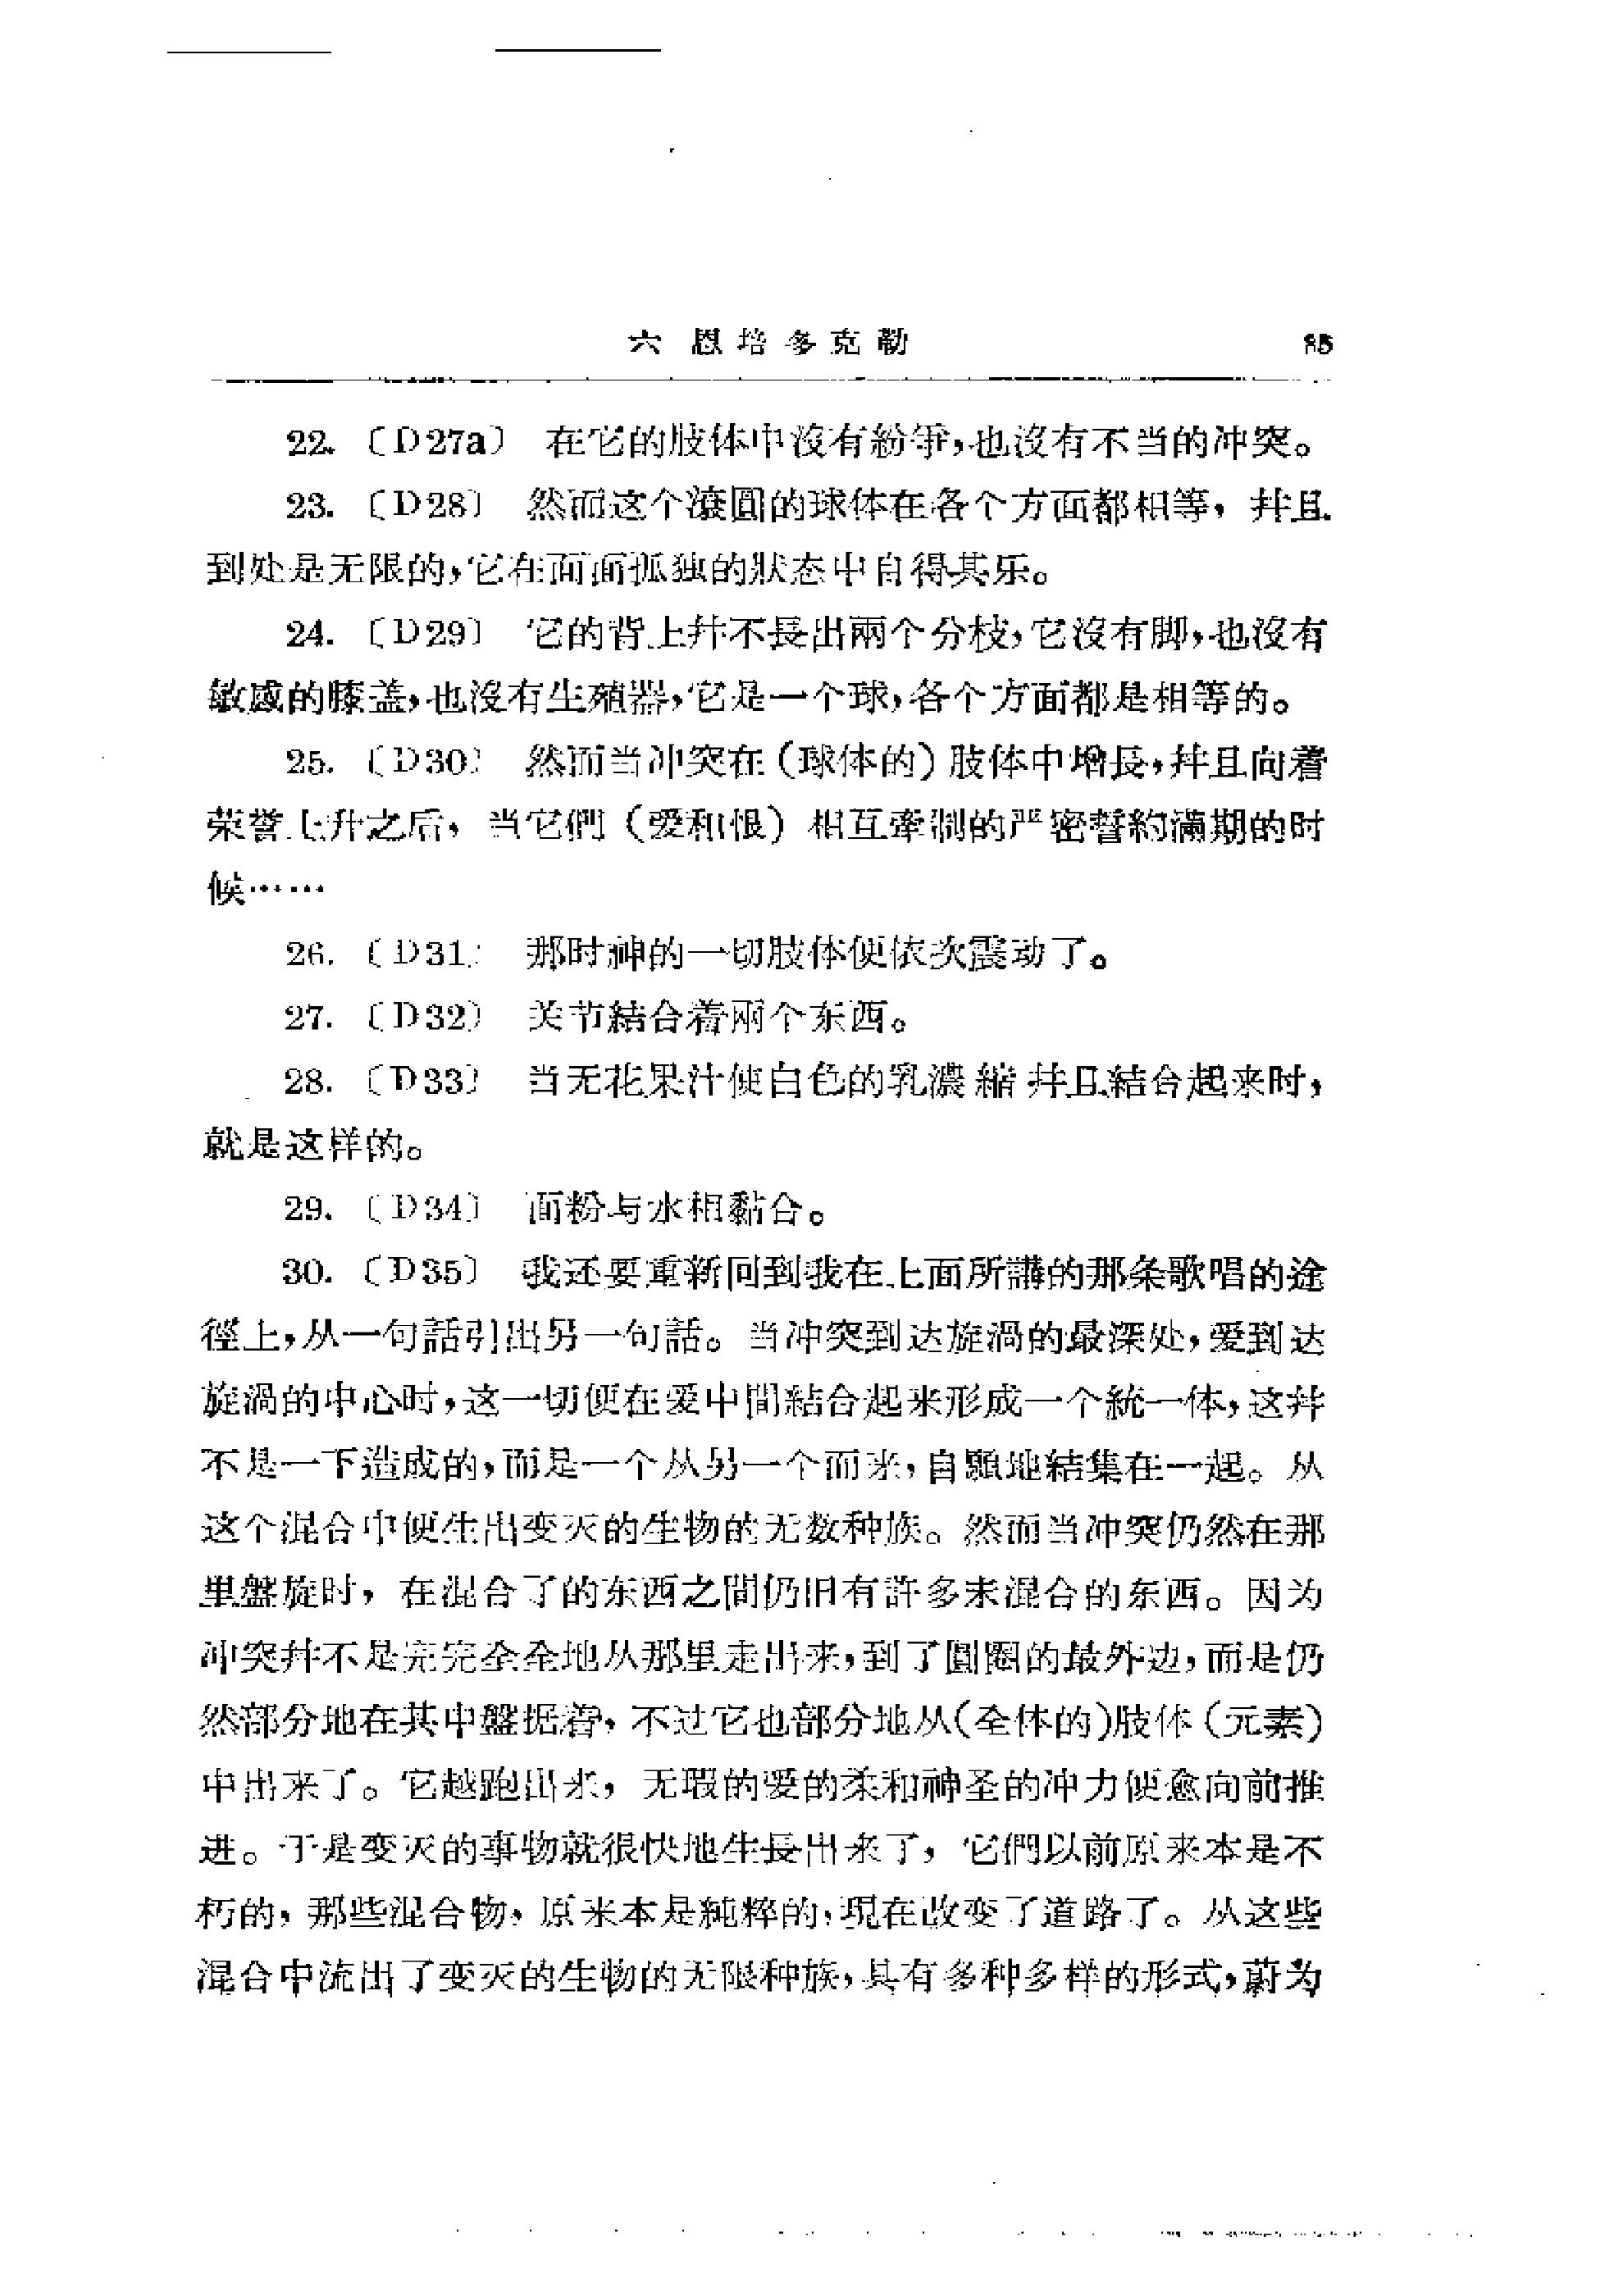 六 恩培多克勒 85
22. 〔D27a〕 在它的肢体中沒有紛爭，也沒有不当的冲突。
23. 〔D28〕 然而这个滾圓的球体在各个方面都相等，幷且
到处是无限的，它在面面孤独的狀态中自得其乐。
24. 〔D29〕 它的背上幷不長出兩个分枝，它沒有脚，也沒有
敏感的膝盖，也沒有生殖器，它是一个球，各个方面都是相等的。
25. 〔D30〕 然而当冲突在（球体的）肢体中增長，幷且向着
荣誉上升之后，当它們（爱和恨）相互牽制的严密誓約滿期的时
候……
26. 〔D31〕 那时神的一切肢体便依次震动了。
27. 〔D32〕 关节結合着兩个东西。
28. 〔D33〕 当无花果汁使白色的乳濃縮幷且結合起来时，
就是这样的。
29. 〔D34〕 面粉与水相黏合。
30. 〔D35〕 我还要重新回到我在上面所講的那条歌唱的途
徑上，从一句話引出另一句話。当冲突到达旋渦的最深处，爱到达
旋渦的中心时，这一切便在爱中間結合起来形成一个統一体，这幷
不是一下造成的，而是一个从另一个而来，自願地結集在一起。从
这个混合中便生出变灭的生物的无数种族。然而当冲突仍然在那
里盤旋时，在混合了的东西之間仍旧有許多未混合的东西。因为
冲突幷不是完完全全地从那里走出来，到了圓圈的最外边，而是仍
然部分地在其中盤据着，不过它也部分地从（全体的）肢体（元素）
中出来了。它越跑出来，无瑕的爱的柔和神圣的冲力便愈向前推
进。于是变灭的事物就很快地生長出来了，它們以前原来本是不
朽的，那些混合物，原来本是純粹的，現在改变了道路了。从这些
混合中流出了变灭的生物的无限种族，具有多种多样的形式，蔚为